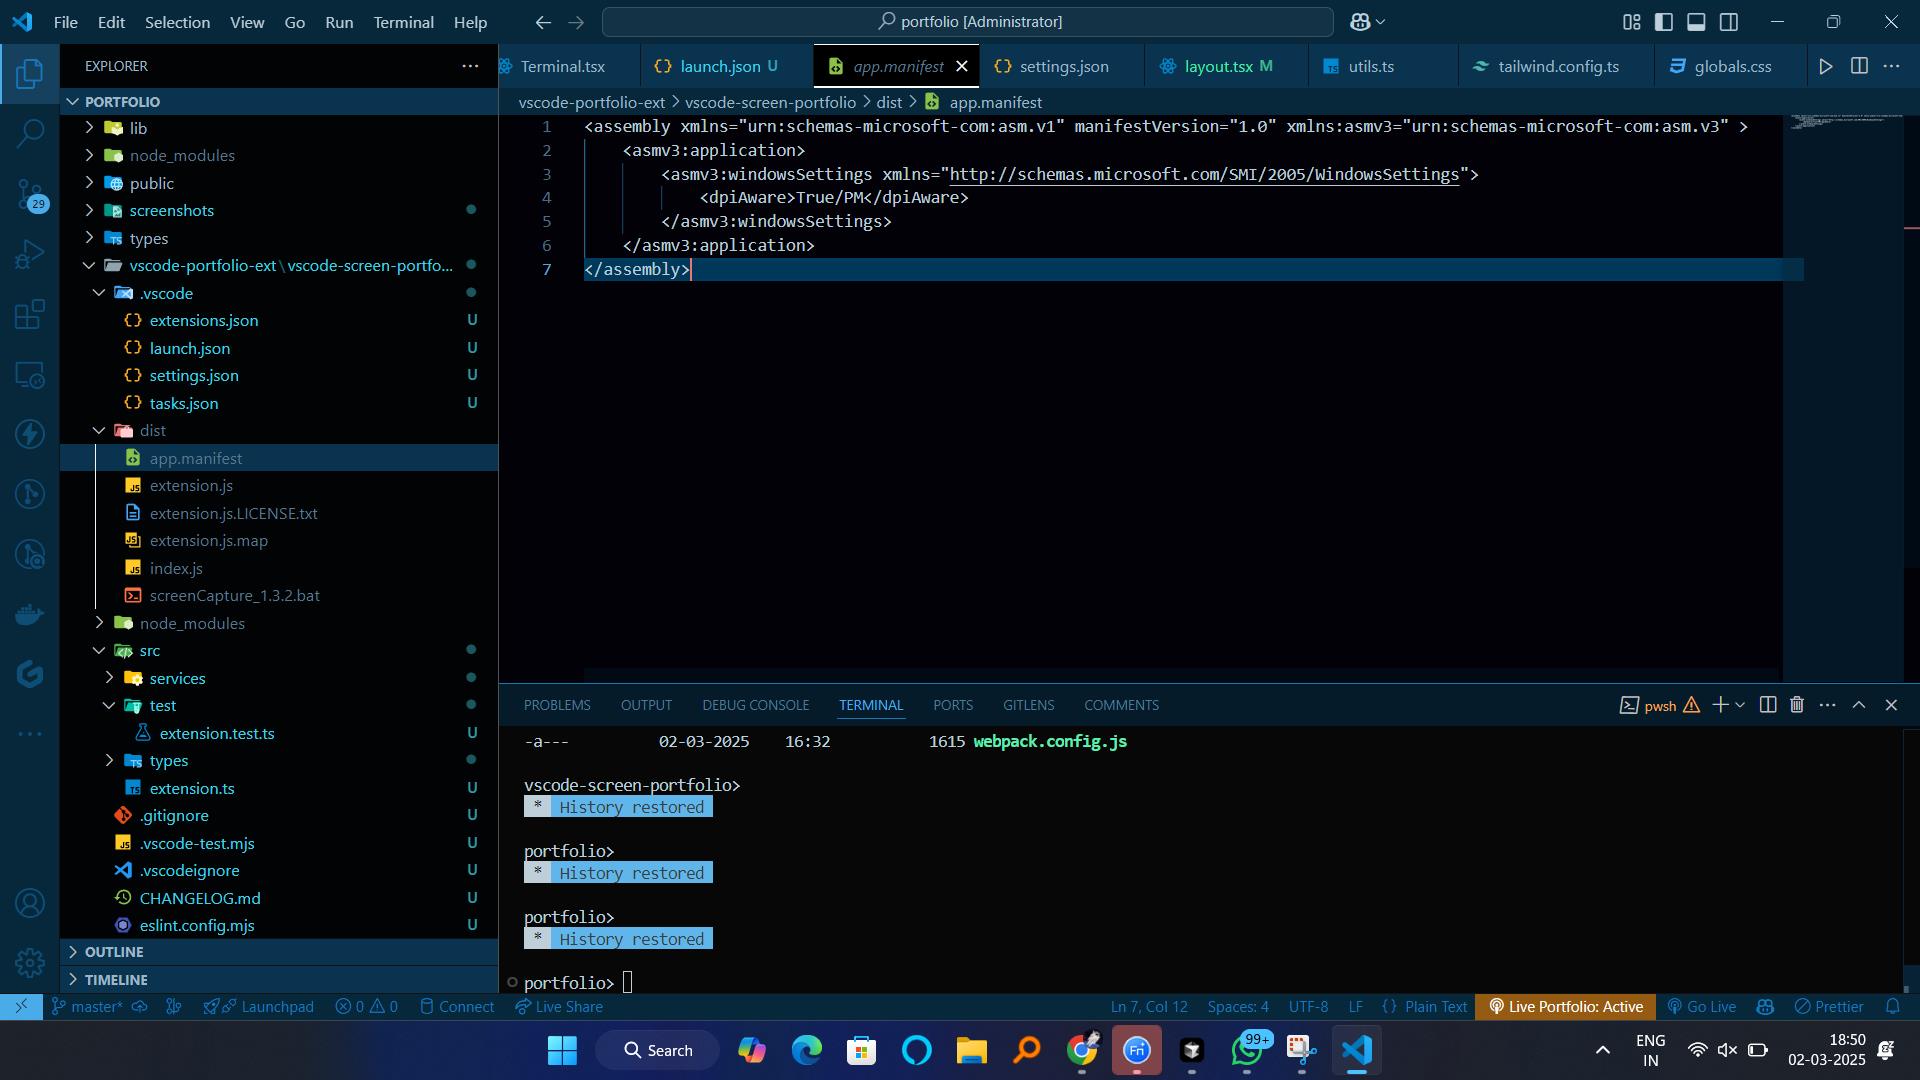 File Edit Selection View Go Run Terminal Help
portfolio [Administrator]
EXPLORER
Terminal.tsx
launch.json U
app.manifest
settings.json
layout.tsx M
utils.ts
tailwind.config.ts
globals.css
PORTFOLIO
vscode-portfolio-ext > vscode-screen-portfolio > dist > app.manifest
lib
node_modules
public
screenshots
types
vscode-portfolio-ext\vscode-screen-portfo...
.vscode
extensions.json U
launch.json U
settings.json U
tasks.json U
dist
app.manifest
extension.js
extension.js.LICENSE.txt
extension.js.map
index.js
screenCapture_1.3.2.bat
node_modules
src
services
test
extension.test.ts U
types
extension.ts U
.gitignore U
.vscode-test.mjs U
.vscodeignore U
CHANGELOG.md U
eslint.config.mjs U
OUTLINE
TIMELINE
29
1 <assembly xmlns="urn:schemas-microsoft-com:asm.v1" manifestVersion="1.0" xmlns:asmv3="urn:schemas-microsoft-com:asm.v3" >
2 <asmv3:application>
3 <asmv3:windowsSettings xmlns="http://schemas.microsoft.com/SMI/2005/WindowsSettings">
4 <dpiAware>True/PM</dpiAware>
5 </asmv3:windowsSettings>
6 </asmv3:application>
7 </assembly>
PROBLEMS OUTPUT DEBUG CONSOLE TERMINAL PORTS GITLENS COMMENTS
pwsh
-a--- 02-03-2025 16:32 1615 webpack.config.js
vscode-screen-portfolio>
* History restored
portfolio>
* History restored
portfolio>
* History restored
portfolio>
master* Launchpad 0 0 Connect Live Share
Ln 7, Col 12 Spaces: 4 UTF-8 LF {} Plain Text Live Portfolio: Active Go Live Prettier
Search
99+
ENG
IN
18:50
02-03-2025